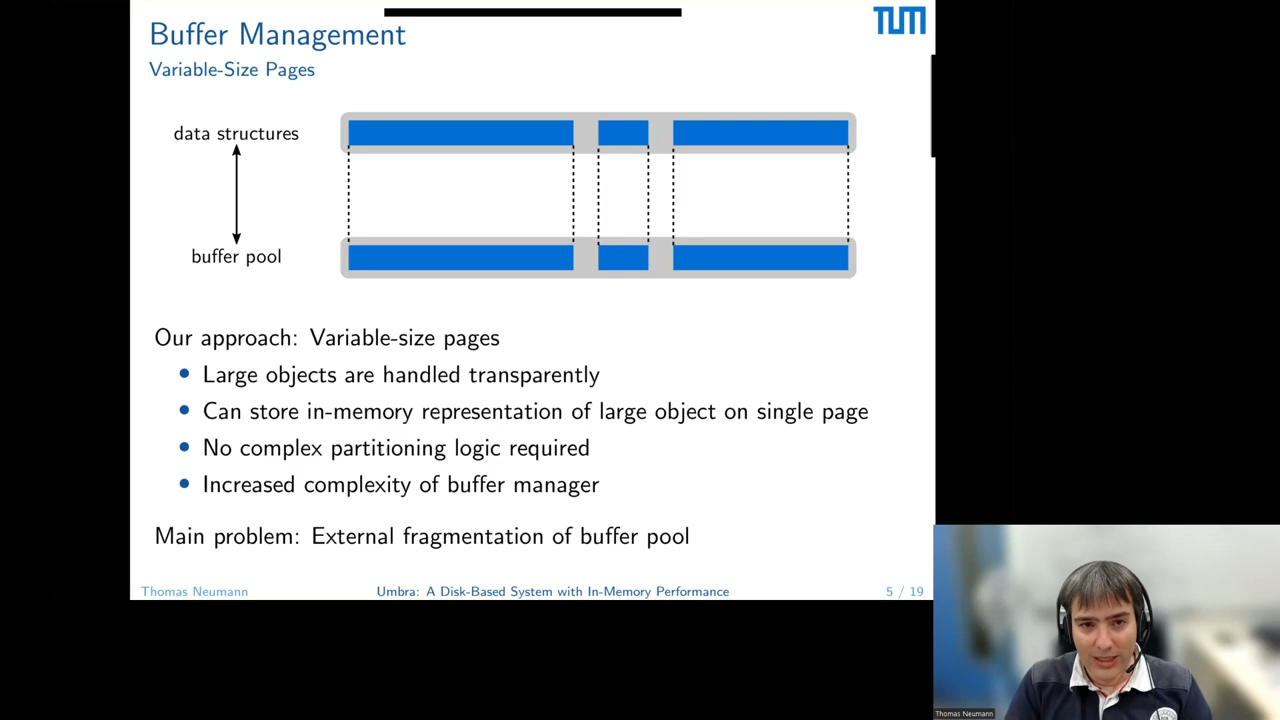 Buffer Management
TUM
Variable-Size Pages
data structures
buffer pool
Our approach: Variable-size pages
• Large objects are handled transparently
• Can store in-memory representation of large object on single page
• No complex partitioning logic required
• Increased complexity of buffer manager
Main problem: External fragmentation of buffer pool
Thomas Neumann
Umbra: A Disk-Based System with In-Memory Performance
5 / 19
Thomas Neumann